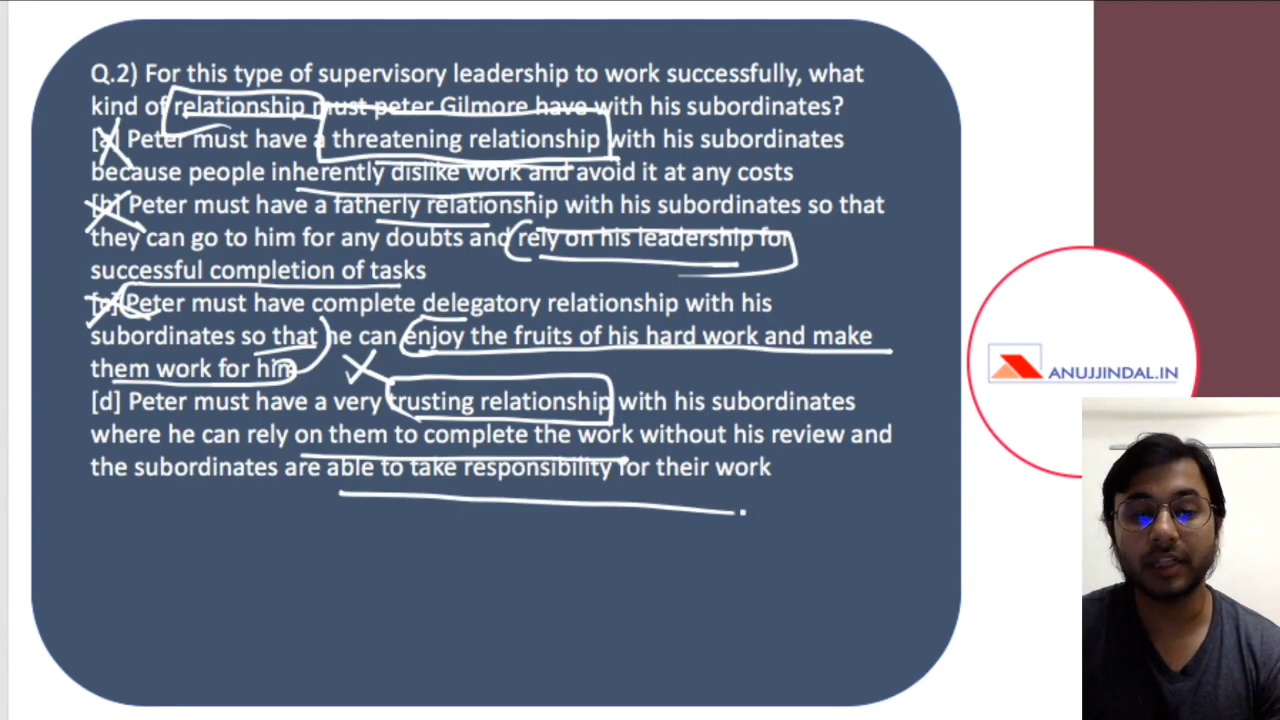 Q.2) For this type of supervisory leadership to work successfully, what
kind of relationship must peter Gilmore have with his subordinates?
[a] Peter must have a threatening relationship with his subordinates
because people inherently dislike work and avoid it at any costs
[b] Peter must have a fatherly relationship with his subordinates so that
they can go to him for any doubts and rely on his leadership for
successful completion of tasks
[c] Peter must have complete delegatory relationship with his
subordinates so that he can enjoy the fruits of his hard work and make
them work for him
[d] Peter must have a very trusting relationship with his subordinates
where he can rely on them to complete the work without his review and
the subordinates are able to take responsibility for their work
ANUJJINDAL.IN